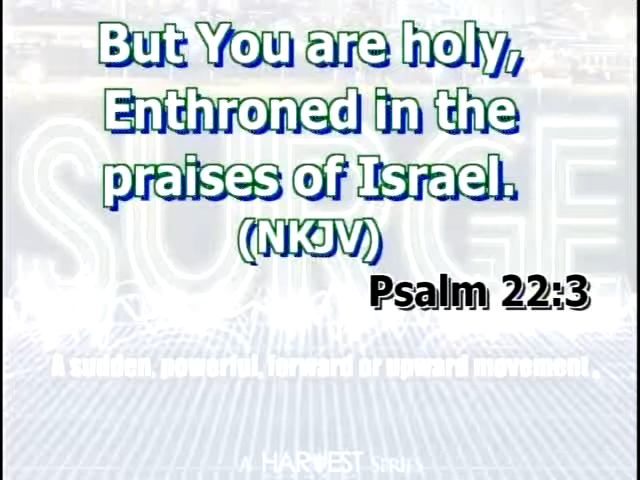 But You are holy,
Enthroned in the
praises of Israel.
(NKJV)
Psalm 22:3
SURGE
A sudden, powerful, forward or upward movement .
A HARVEST SERIES